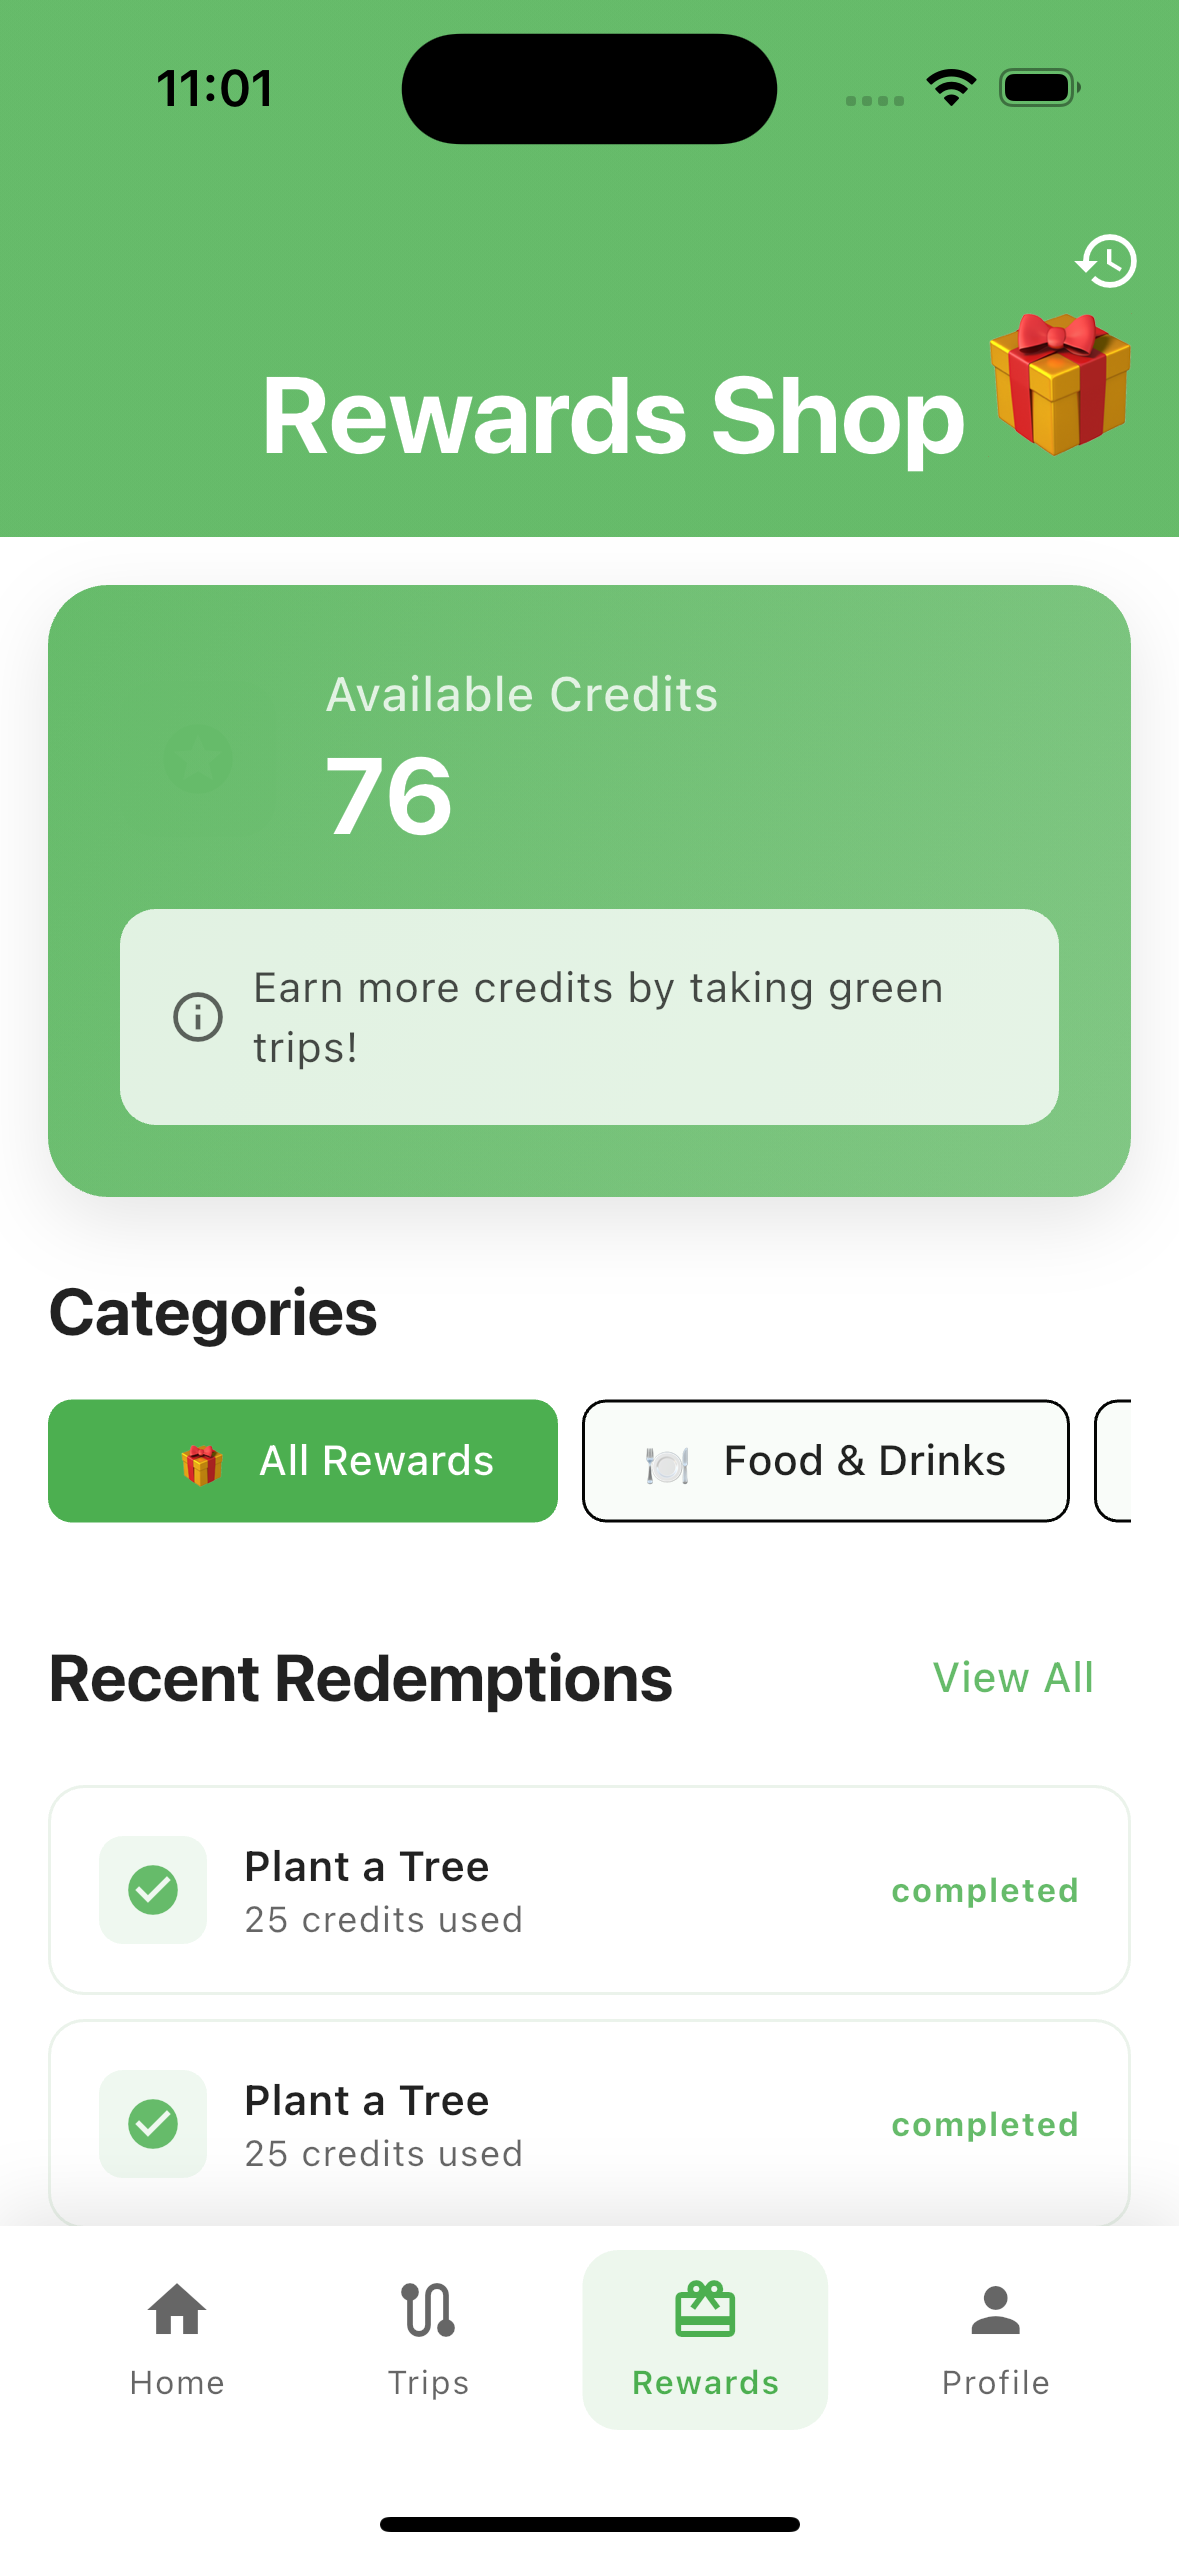 11:01
Rewards Shop
Available Credits
76
Earn more credits by taking green
trips!
Categories
All Rewards
Food & Drinks
Recent Redemptions
View All
Plant a Tree
25 credits used
completed
Plant a Tree
25 credits used
completed
Home
Trips
Rewards
Profile